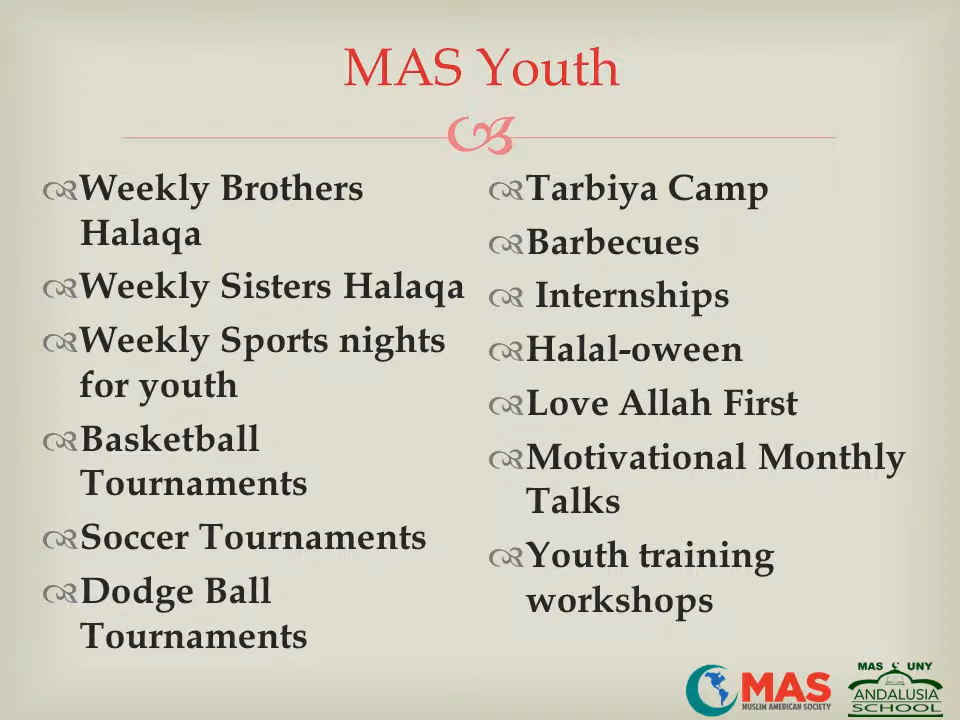 MAS Youth
Weekly Brothers
Halaqa
Weekly Sisters Halaqa
Weekly Sports nights
for youth
Basketball
Tournaments
Soccer Tournaments
Dodge Ball
Tournaments
Tarbiya Camp
Barbecues
Internships
Halal-oween
Love Allah First
Motivational Monthly
Talks
Youth training
workshops
MAS
MUSLIM AMERICAN SOCIETY
MAS UNY
ANDALUSIA
SCHOOL